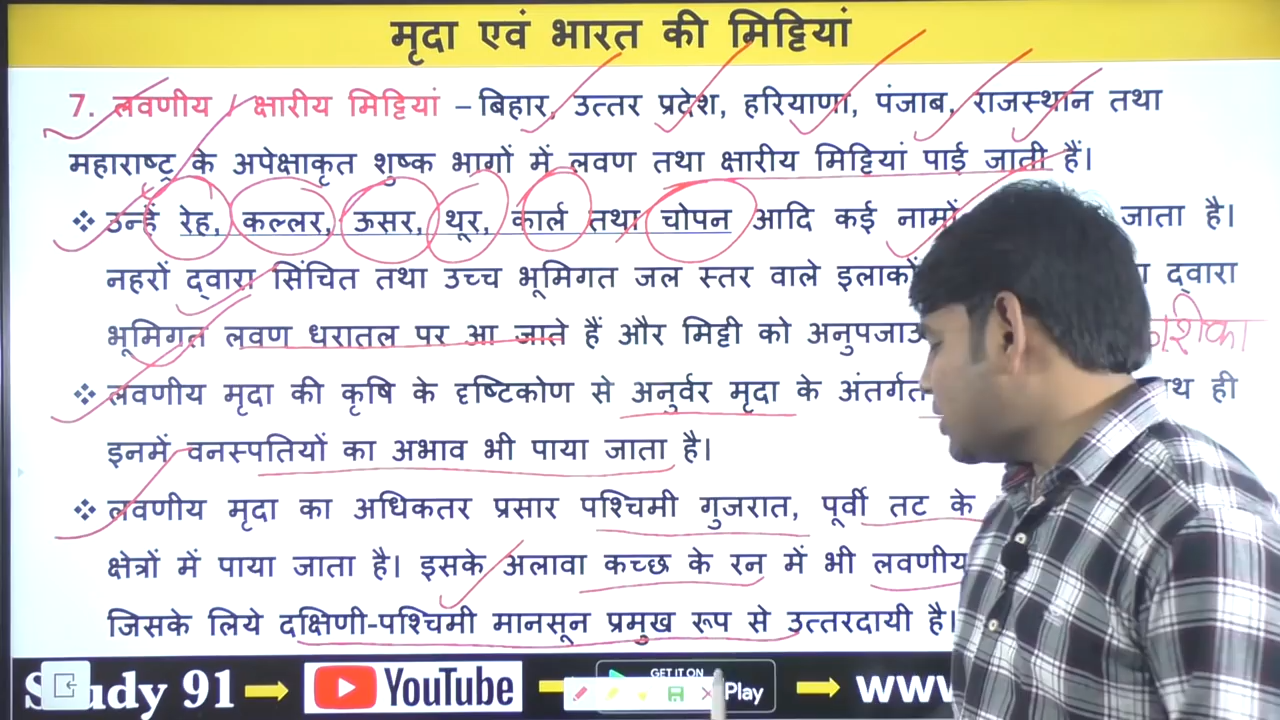 मृदा एवं भारत की मिट्टियां
7. लवणीय / क्षारीय मिट्टियां – बिहार, उत्तर प्रदेश, हरियाणा, पंजाब, राजस्थान तथा
महाराष्ट्र के अपेक्षाकृत शुष्क भागों में लवण तथा क्षारीय मिट्टियां पाई जाती हैं।
❖ उन्हें रेह, कल्लर, ऊसर, थूर, कार्ल तथा चोपन आदि कई नामों जाता है।
नहरों द्वारा सिंचित तथा उच्च भूमिगत जल स्तर वाले इलाकों द्वारा
भूमिगत लवण धरातल पर आ जाते हैं और मिट्टी को
❖ लवणीय मृदा की कृषि के दृष्टिकोण से अनुर्वर मृदा के अंतर्गत ही
इनमें वनस्पतियों का अभाव भी पाया जाता है।
❖ लवणीय मृदा का अधिकतर प्रसार पश्चिमी गुजरात, पूर्वी तट के
क्षेत्रों में पाया जाता है। इसके अलावा कच्छ के रन में भी लवणीय
जिसके लिये दक्षिणी-पश्चिमी मानसून प्रमुख रूप से उत्तरदायी है।
Study 91 YouTube GET IT ON Play www